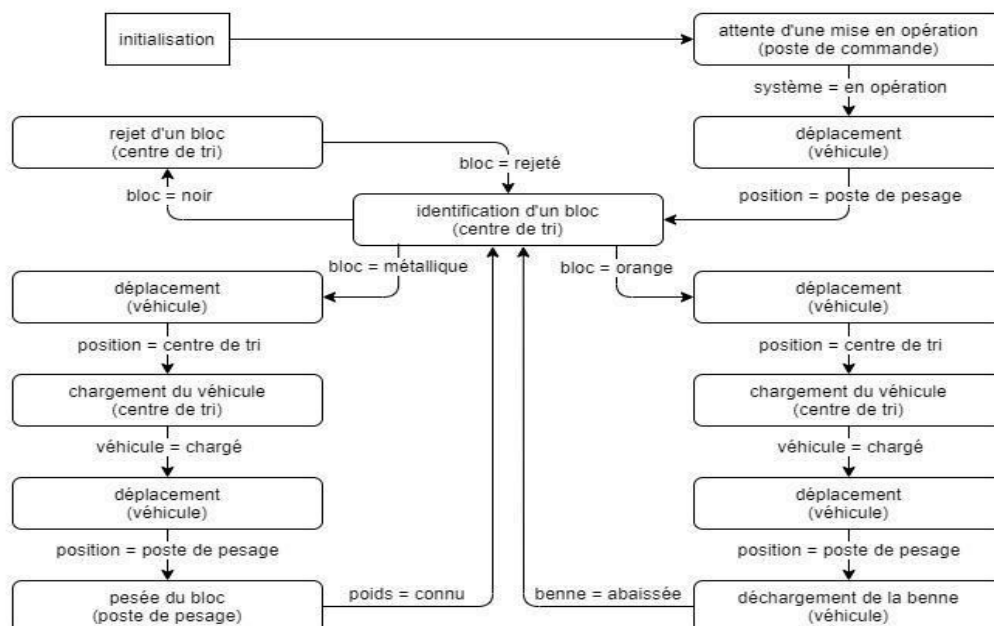 initialisation
attente d'une mise en opération
(poste de commande)
système = en opération
déplacement
(véhicule)
position = poste de pesage
rejet d'un bloc
(centre de tri)
bloc = rejeté
bloc = noir
identification d'un bloc
(centre de tri)
bloc = métallique
déplacement
(véhicule)
position = centre de tri
chargement du véhicule
(centre de tri)
véhicule = chargé
déplacement
(véhicule)
position = poste de pesage
pesée du bloc
(poste de pesage)
poids = connu
bloc = orange
déplacement
(véhicule)
position = centre de tri
chargement du véhicule
(centre de tri)
véhicule = chargé
déplacement
(véhicule)
position = poste de pesage
déchargement de la benne
(véhicule)
benne = abaissée